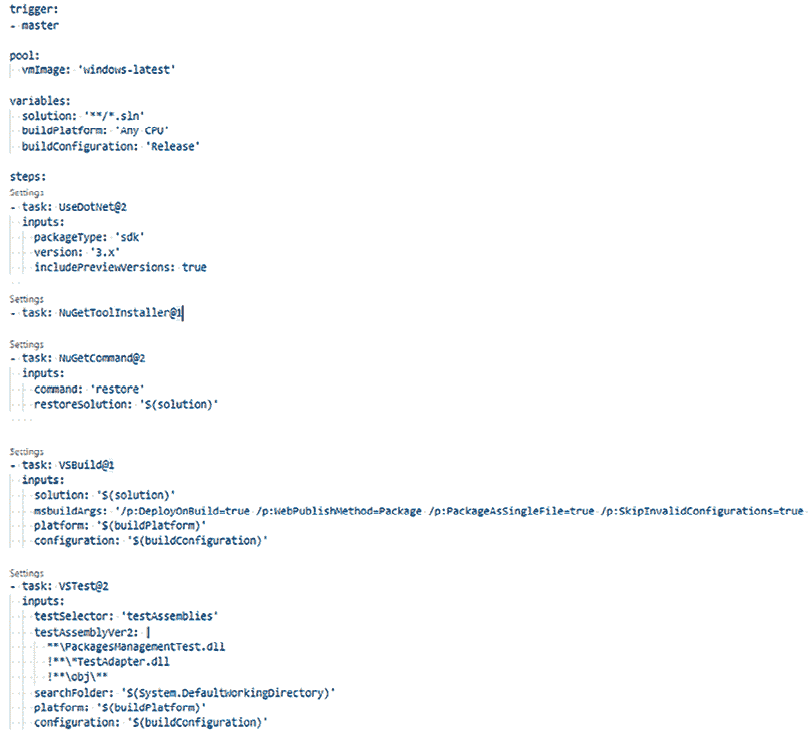 trigger:
- master
pool:
  vmImage: 'windows-latest'
variables:
  solution: '**/*.sln'
  buildPlatform: 'Any CPU'
  buildConfiguration: 'Release'
steps:
Settings
- task: UseDotNet@2
  inputs:
    packageType: 'sdk'
    version: '3.x'
    includePreviewVersions: true
Settings
- task: NuGetToolInstaller@1
Settings
- task: NuGetCommand@2
  inputs:
    command: 'restore'
    restoreSolution: '$(solution)'
Settings
- task: VSBuild@1
  inputs:
    solution: '$(solution)'
    msbuildArgs: '/p:DeployOnBuild=true /p:WebPublishMethod=Package /p:PackageAsSingleFile=true /p:SkipInvalidConfigurations=true
    platform: '$(buildPlatform)'
    configuration: '$(buildConfiguration)'
Settings
- task: VSTest@2
  inputs:
    testSelector: 'testAssemblies'
    testAssemblyVer2: |
      **\PackagesManagementTest.dll
      !**\*TestAdapter.dll
      !**\obj\**
    searchFolder: '$(System.DefaultWorkingDirectory)'
    platform: '$(buildPlatform)'
    configuration: '$(buildConfiguration)'